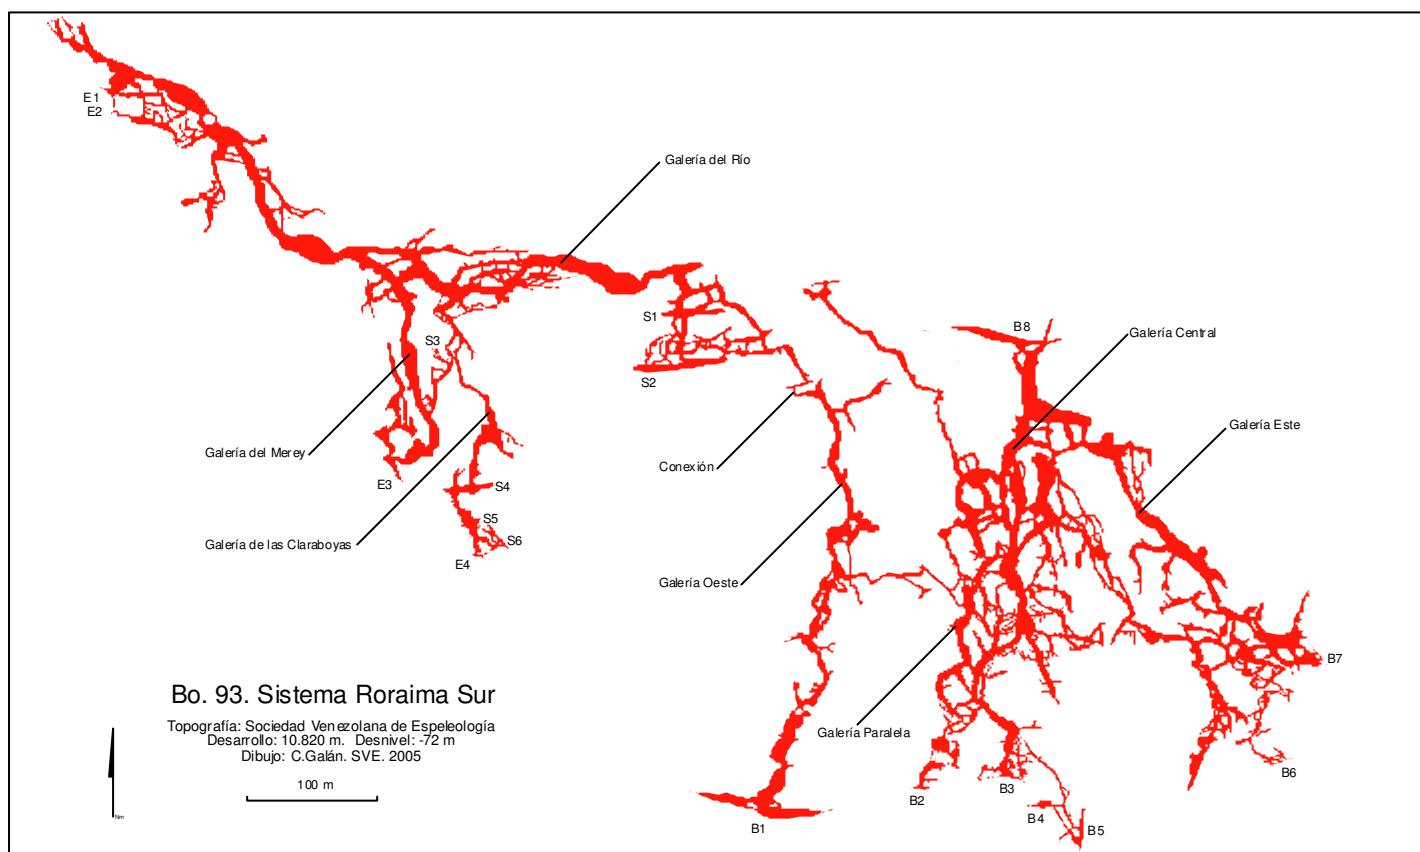 E1
E2
Galería del Río
S1
S2
S3
B8
Galería Central
Galería Este
Galería del Merey
Conexión
E3
S4
S5
S6
Galería de las Claraboyas
E4
Galería Oeste
B7
Galería Paralela
B6
B2
B3
B4
B5
B1
Bo. 93. Sistema Roraima Sur
Topografía: Sociedad Venezolana de Espeleología
Desarrollo: 10.820 m. Desnivel: -72 m
Dibujo: C.Galán. SVE. 2005
100 m
Nm